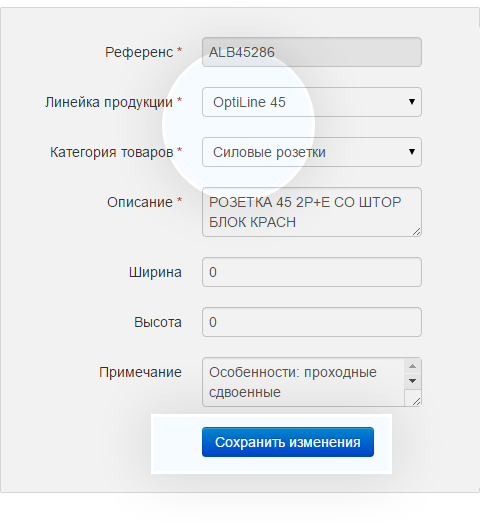 Референс * ALB45286
Линейка продукции * OptiLine 45
Категория товаров * Силовые розетки
Описание * РОЗЕТКА 45 2P+E СО ШТОР
БЛОК КРАСН
Ширина 0
Высота 0
Примечание Особенности: проходные
сдвоенные
Сохранить изменения